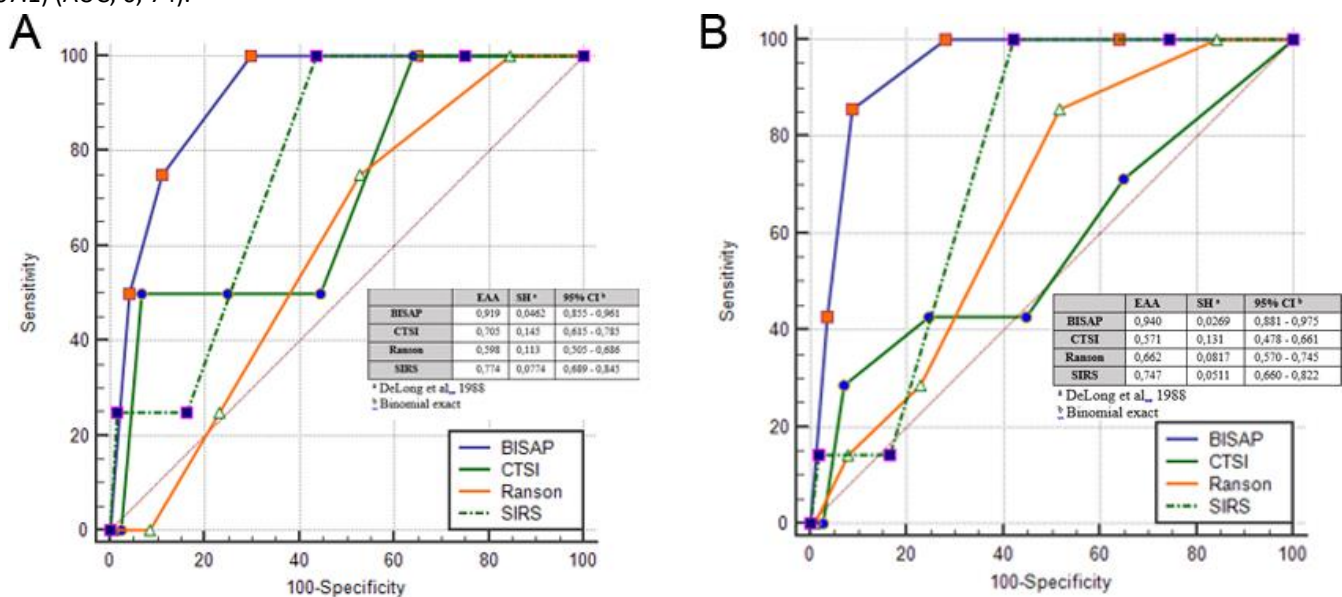 57.1) (AUC, 0, 74).
A
B
100
80
60
40
20
0
Sensitivity
0 20 40 60 80 100
100-Specificity
EAA SH ᵃ 95% CI ᵇ
BISAP 0,919 0,0462 0,855 - 0,961
CTSI 0,705 0,145 0,615 - 0,785
Ranson 0,598 0,113 0,505 - 0,686
SIRS 0,774 0,0774 0,689 - 0,845
ᵃ DeLong et al., 1988
ᵇ Binomial exact
BISAP
CTSI
Ranson
SIRS
100
80
60
40
20
0
Sensitivity
0 20 40 60 80 100
100-Specificity
EAA SH ᵃ 95% CI ᵇ
BISAP 0,940 0,0269 0,881 - 0,975
CTSI 0,571 0,131 0,478 - 0,661
Ranson 0,662 0,0817 0,570 - 0,745
SIRS 0,747 0,0511 0,660 - 0,822
ᵃ DeLong et al., 1988
ᵇ Binomial exact
BISAP
CTSI
Ranson
SIRS